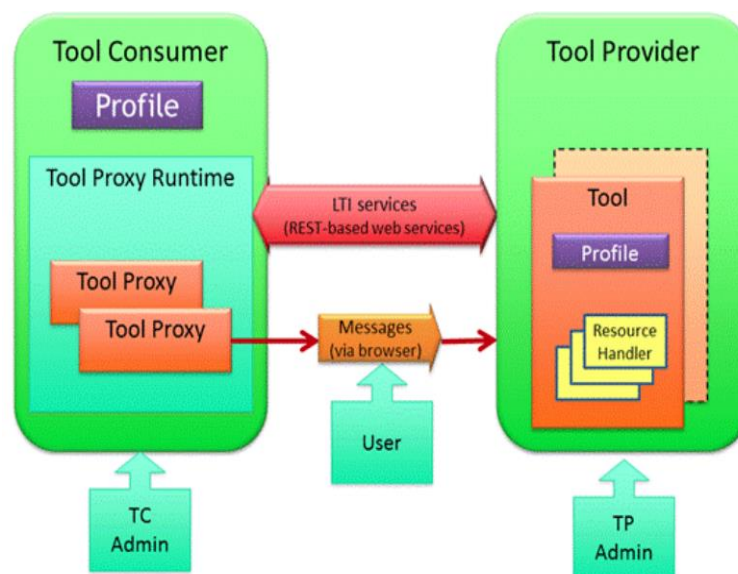 Tool Consumer
Profile
Tool Proxy Runtime
Tool Proxy
Tool Proxy
LTI services
(REST-based web services)
Messages
(via browser)
User
TC
Admin
Tool Provider
Tool
Profile
Resource
Handler
TP
Admin